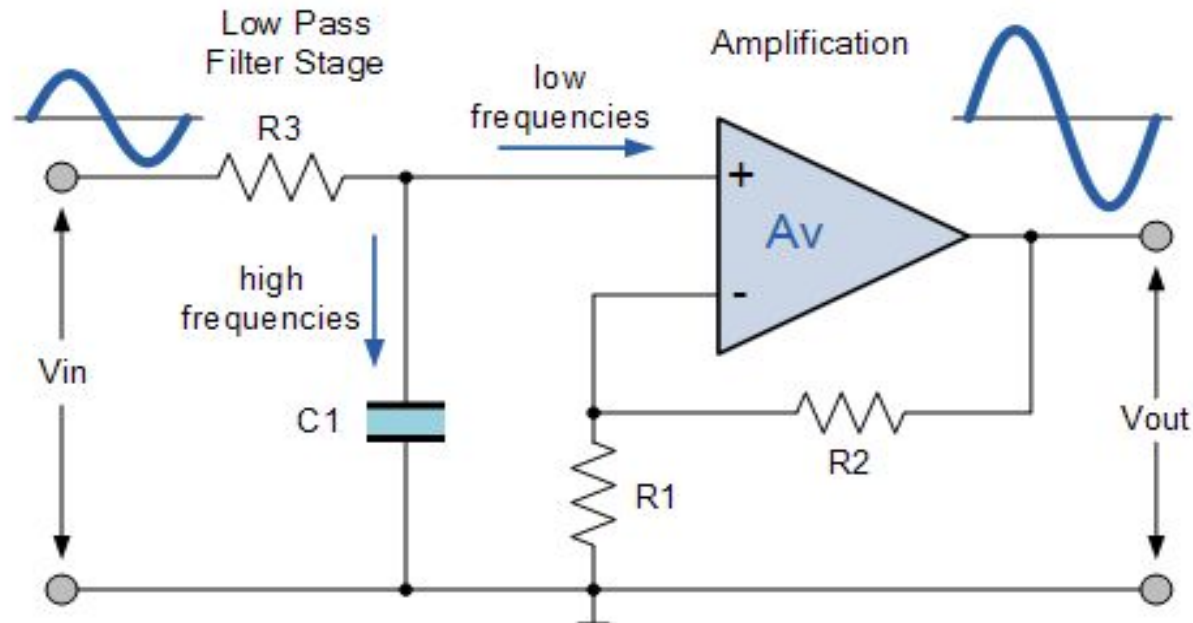 Low Pass
Filter Stage
Amplification
low
frequencies
R3
+
Av
-
high
frequencies
Vin
C1
R1
R2
Vout